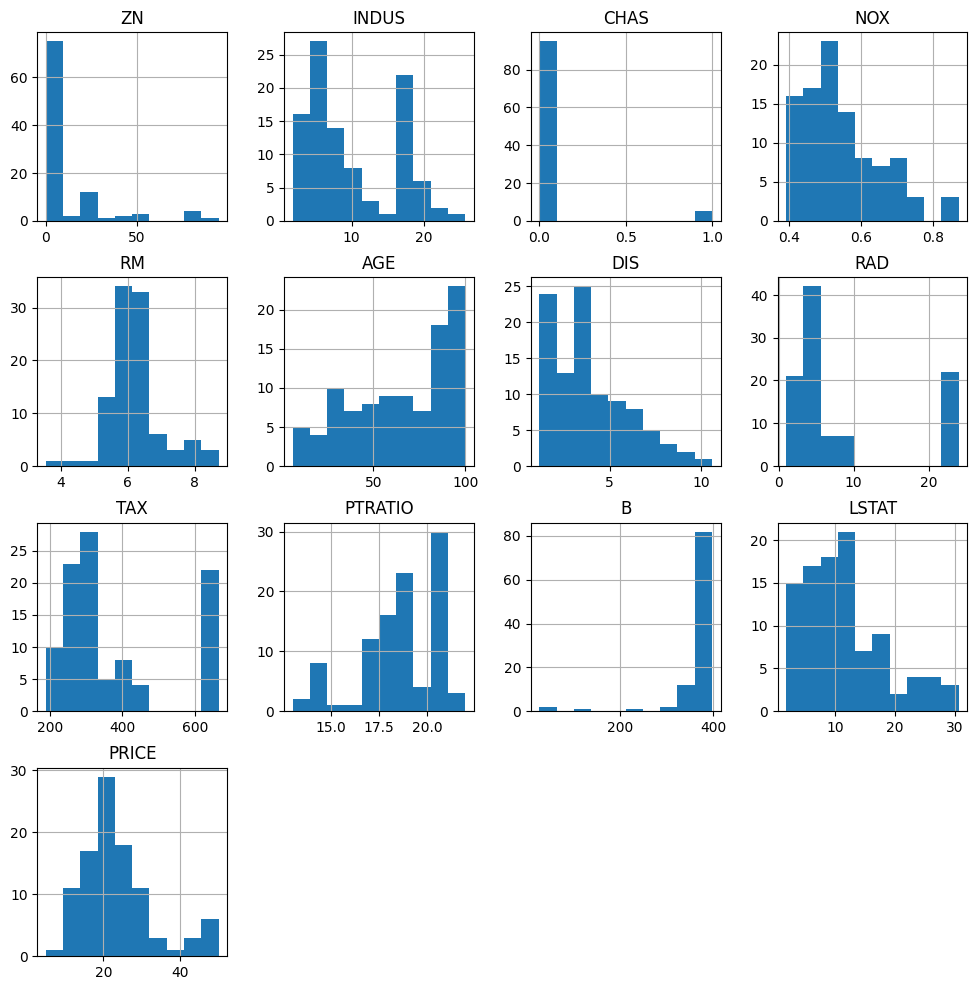 ZN INDUS CHAS NOX
60 40 20 0
0 50
25 20 15 10 5 0
10 20
80 60 40 20 0
0.0 0.5 1.0
20 15 10 5 0
0.4 0.6 0.8
RM AGE DIS RAD
30 20 10 0
4 6 8
20 15 10 5 0
50 100
25 20 15 10 5 0
5 10
40 30 20 10 0
0 10 20
TAX PTRATIO B LSTAT
25 20 15 10 5 0
200 400 600
30 20 10 0
15.0 17.5 20.0
80 60 40 20 0
200 400
20 15 10 5 0
10 20 30
PRICE
30 20 10 0
20 40